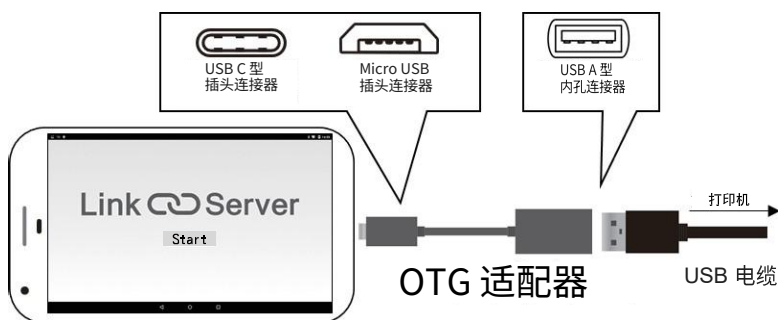 USB C 型
插头连接器
Micro USB
插头连接器
USB A 型
内孔连接器
Link Server
Start
打印机
OTG 适配器
USB 电缆